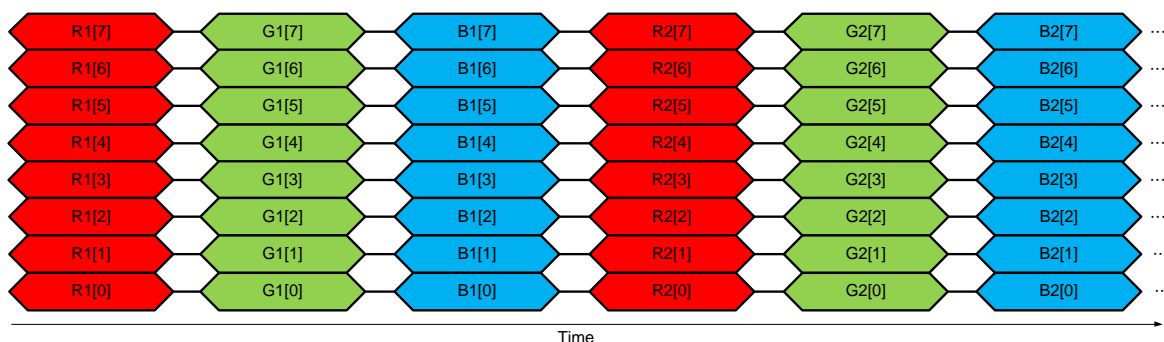 R1[7] G1[7] B1[7] R2[7] G2[7] B2[7] ...
R1[6] G1[6] B1[6] R2[6] G2[6] B2[6] ...
R1[5] G1[5] B1[5] R2[5] G2[5] B2[5] ...
R1[4] G1[4] B1[4] R2[4] G2[4] B2[4] ...
R1[3] G1[3] B1[3] R2[3] G2[3] B2[3] ...
R1[2] G1[2] B1[2] R2[2] G2[2] B2[2] ...
R1[1] G1[1] B1[1] R2[1] G2[1] B2[1] ..
R1[0] G1[0] B1[0] R2[0] G2[0] B2[0] ..
Time